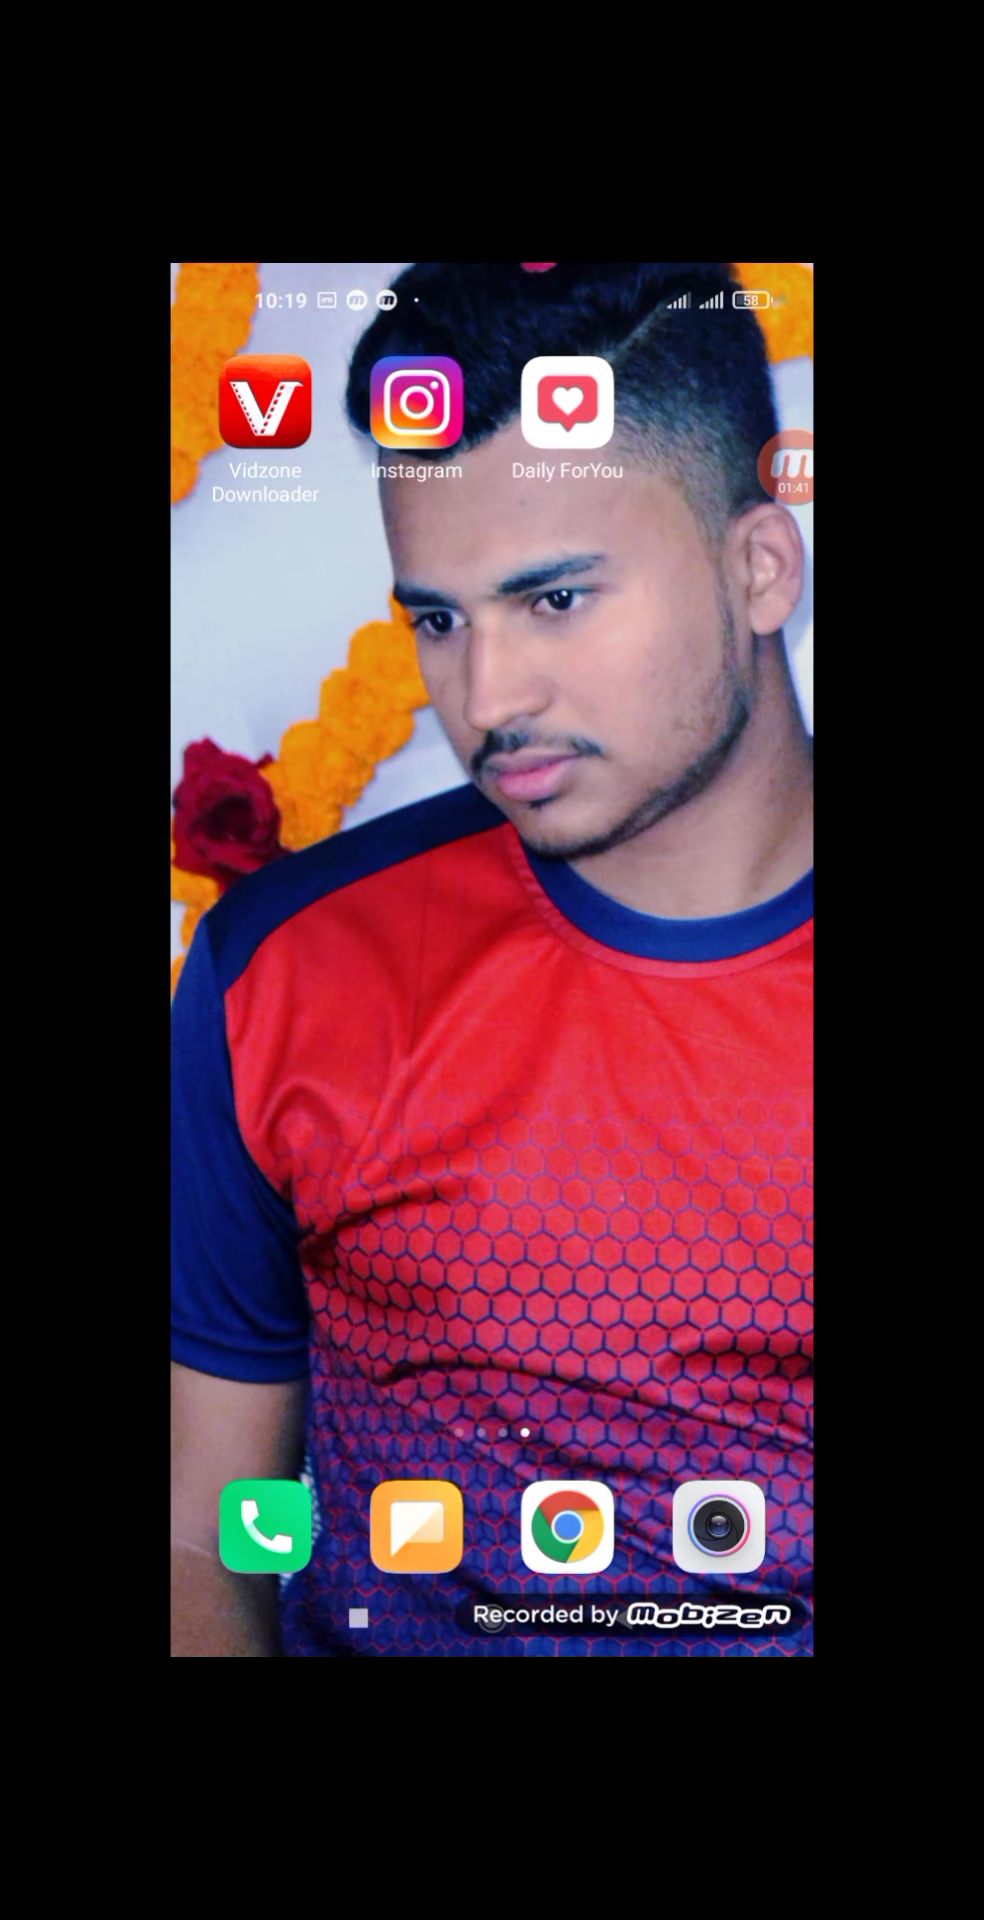 10:19
58
Vidzone
Downloader
Instagram
Daily ForYou
01:41
Recorded by Mobizen